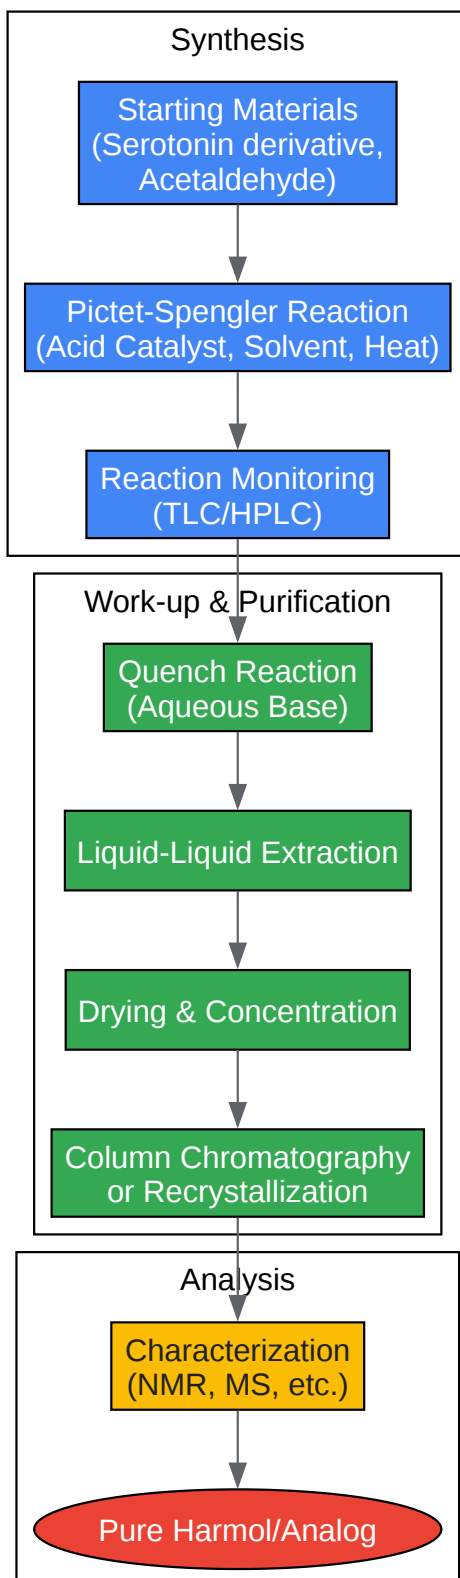 Synthesis
Starting Materials
(Serotonin derivative,
Acetaldehyde)
Pictet-Spengler Reaction
(Acid Catalyst, Solvent, Heat)
Reaction Monitoring
(TLC/HPLC)
Work-up & Purification
Quench Reaction
(Aqueous Base)
Liquid-Liquid Extraction
Drying & Concentration
Column Chromatography
or Recrystallization
Analysis
Characterization
(NMR, MS, etc.)
Pure Harmol/Analog